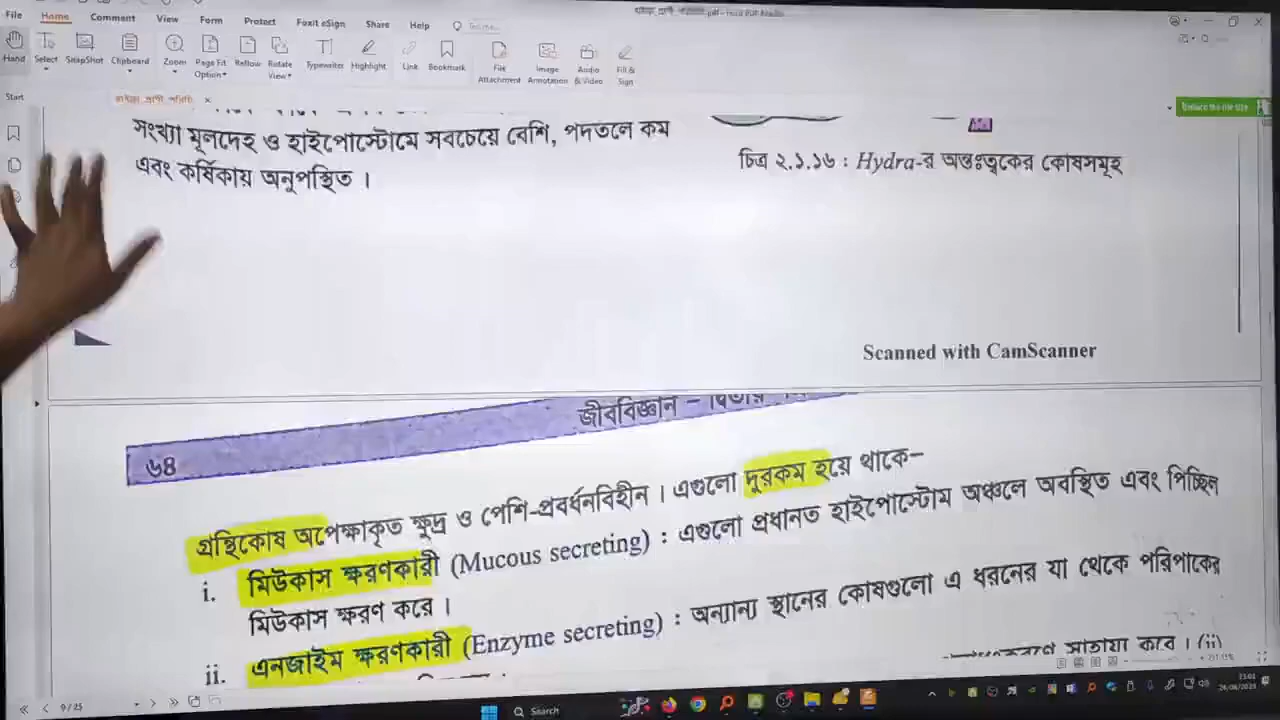 File Home Comment View Form Protect Foxit eSign Share Help
Hand Select SnapShot Clipboard Zoom Page Fit Option Reflow Rotate View Typewriter Highlight Link Bookmark File Attachment Image Annotation Audio & Video Fill & Sign
Start
সংখ্যা মূলদেহ ও হাইপোস্টোমে সবচেয়ে বেশি, পদতলে কম
এবং কর্ষিকায় অনুপস্থিত ।
চিত্র ২.১.১৬ : Hydra-র অন্তঃত্বকের কোষসমূহ
Scanned with CamScanner
জীববিজ্ঞান –
৬৪
গ্রন্থিকোষ অপেক্ষাকৃত ক্ষুদ্র ও পেশি-প্রবর্ধনবিহীন । এগুলো দুরকম হয়ে থাকে–
i. মিউকাস ক্ষরণকারী (Mucous secreting) : এগুলো প্রধানত হাইপোস্টোম অঞ্চলে অবস্থিত এবং পিচ্ছিল
মিউকাস ক্ষরণ করে ।
ii. এনজাইম ক্ষরণকারী (Enzyme secreting) : অন্যান্য স্থানের কোষগুলো এ ধরনের যা থেকে পরিপাকের
সাহায্য করে । (ii)
9/25
Search